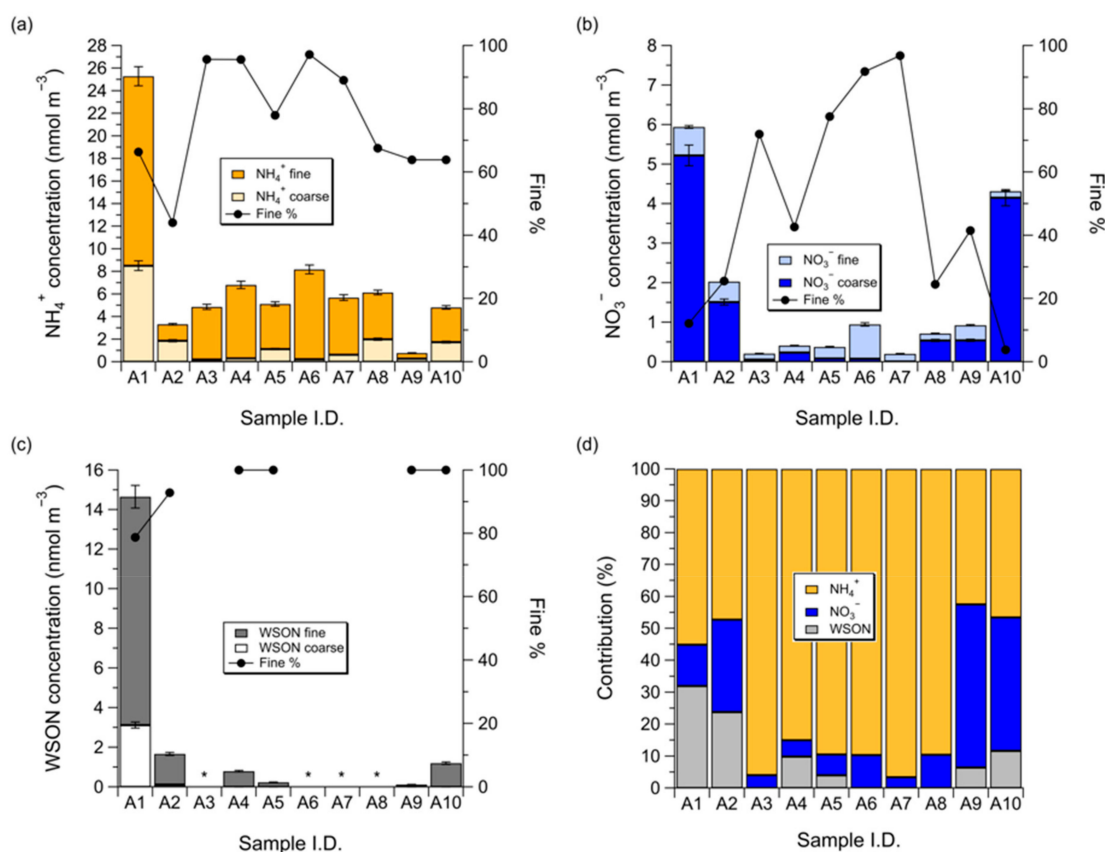 (a)
28
26
24
22
20
18
16
14
12
10
8
6
4
2
0
NH₄⁺ concentration (nmol m⁻³)
100
80
60
40
20
0
Fine %
NH₄⁺ fine
NH₄⁺ coarse
Fine %
A1 A2 A3 A4 A5 A6 A7 A8 A9 A10
Sample I.D.
(b)
8
7
6
5
4
3
2
1
0
NO₃⁻ concentration (nmol m⁻³)
100
80
60
40
20
0
Fine %
NO₃⁻ fine
NO₃⁻ coarse
Fine %
A1 A2 A3 A4 A5 A6 A7 A8 A9 A10
Sample I.D.
(c)
16
14
12
10
8
6
4
2
0
WSON concentration (nmol m⁻³)
100
80
60
40
20
0
Fine %
WSON fine
WSON coarse
Fine %
* * * *
A1 A2 A3 A4 A5 A6 A7 A8 A9 A10
Sample I.D.
(d)
100
90
80
70
60
50
40
30
20
10
0
Contribution (%)
NH₄⁺
NO₃⁻
WSON
A1 A2 A3 A4 A5 A6 A7 A8 A9 A10
Sample I.D.